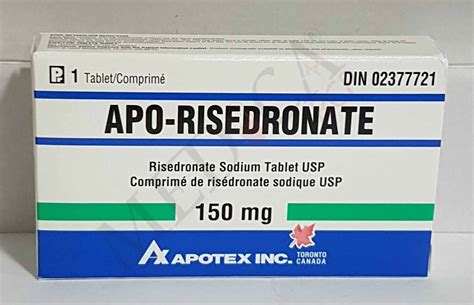 Pr 1 Tablet/Comprimé
DIN 02377721
APO-RISEDRONATE
Risedronate Sodium Tablet USP
Comprimé de risédronate sodique USP
150 mg
APOTEX INC. TORONTO
CANADA